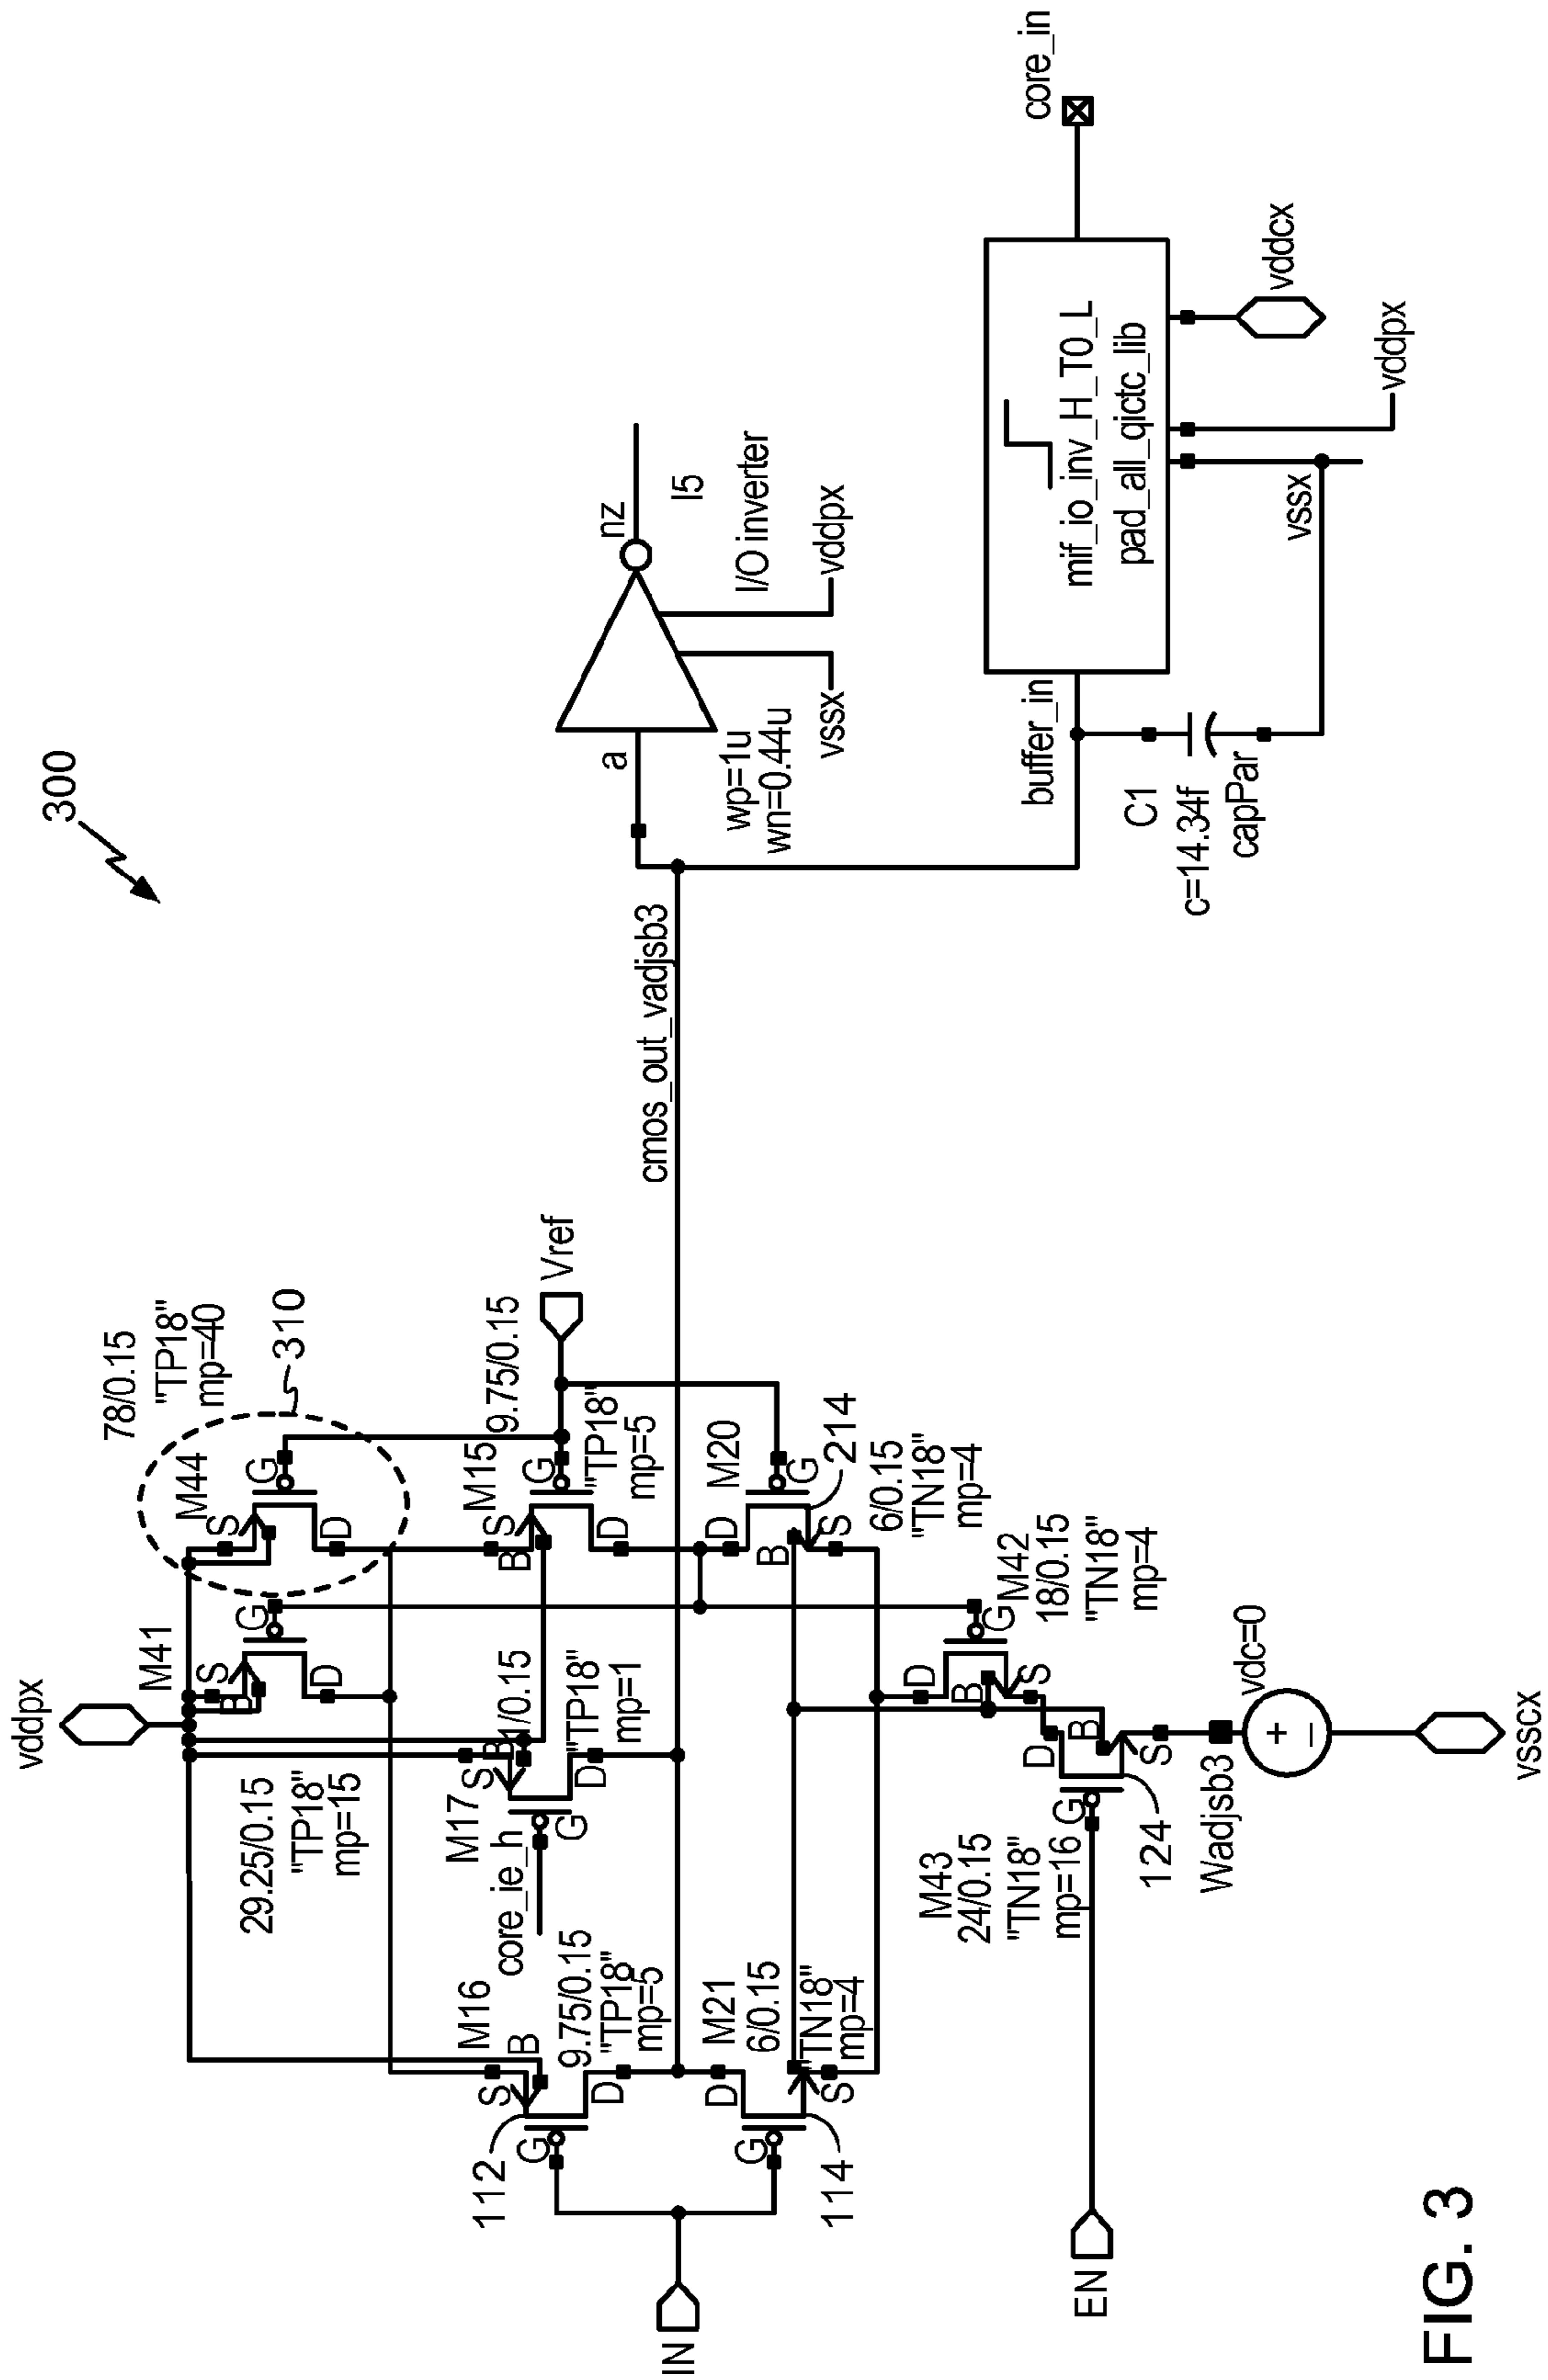 300
vddpx
M41
29.25/0.15
"TP18"
mp=15
S
B
G
D
M44
78/0.15
"TP18"
mp=40
310
S
G
D
M16
S
B
112
G
D
9.75/0.15
"TP18"
mp=5
M17
core_ie_h
S
B
G
D
1/0.15
"TP18"
mp=1
M15
9.75/0.15
S
B
G
D
"TP18"
mp=5
Vref
IN
M21
6/0.15
"TN18"
mp=4
D
G
S
114
M20
D
B
G
S
214
6/0.15
"TN18"
mp=4
M42
18/0.15
"TN18"
mp=4
D
B
G
S
M43
24/0.15
"TN18"
mp=16
D
B
G
S
124
EN
Wadjsb3
vdc=0
+
−
vsscx
cmos_out_vadjsb3
a
nz
I5
I/O inverter
wp=1u
wn=0.44u
vssx
vddpx
buffer_in
mif_io_inv_H_T0_L
pad_all_qictc_lib
core_in
C1
c=14.34f
capPar
vssx
vddpx
vddcx
FIG. 3